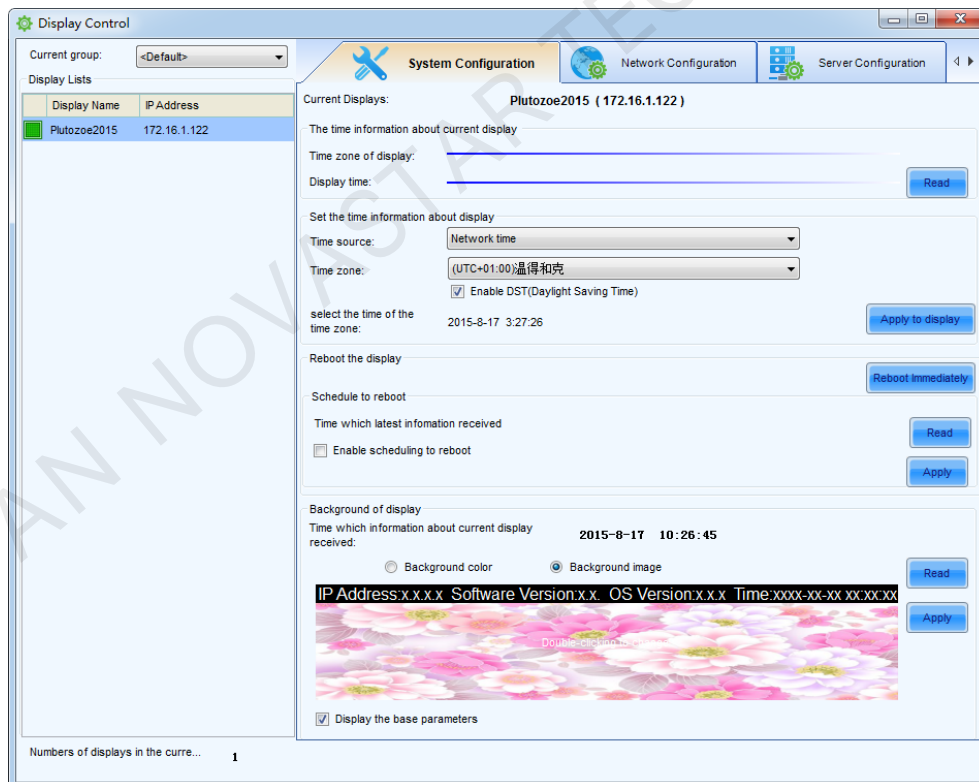 Display Control
Current group: <Default>
Display Lists
Display Name IP Address
Plutozoe2015 172.16.1.122
Numbers of displays in the curre... 1
System Configuration Network Configuration Server Configuration
Current Displays: Plutozoe2015 ( 172.16.1.122 )
The time information about current display
Time zone of display:
Display time: Read
Set the time information about display
Time source: Network time
Time zone: (UTC+01:00)温得和克
Enable DST(Daylight Saving Time)
select the time of the
time zone: 2015-8-17 3:27:26 Apply to display
Reboot the display
Reboot Immediately
Schedule to reboot
Time which latest infomation received
Read
Enable scheduling to reboot
Apply
Background of display
Time which information about current display
received: 2015-8-17 10:26:45
Background color Background image
Read
IP Address:x.x.x.x Software Version:x.x. OS Version:x.x.x Time:xxxx-xx-xx xx:xx:xx
Apply
Double-clicking
Display the base parameters
AN NOVASTAR TEC